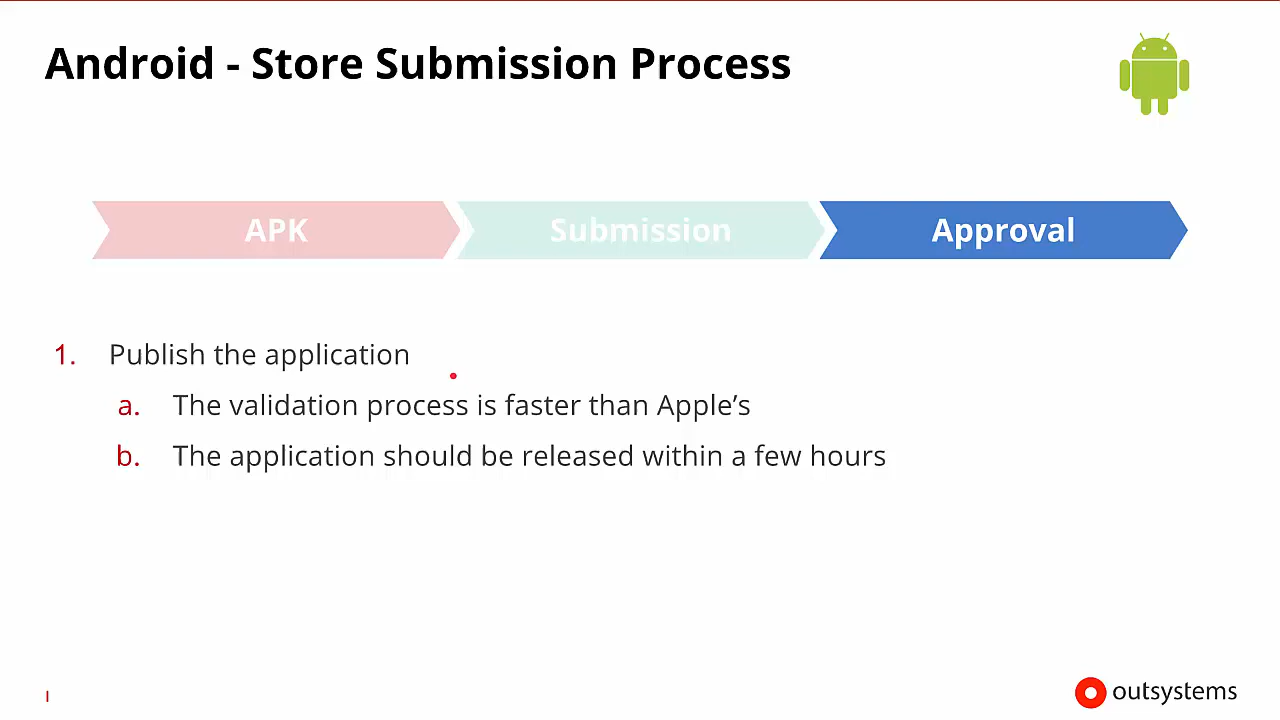 Android - Store Submission Process
APK
Submission
Approval
1. Publish the application
a. The validation process is faster than Apple’s
b. The application should be released within a few hours
outsystems